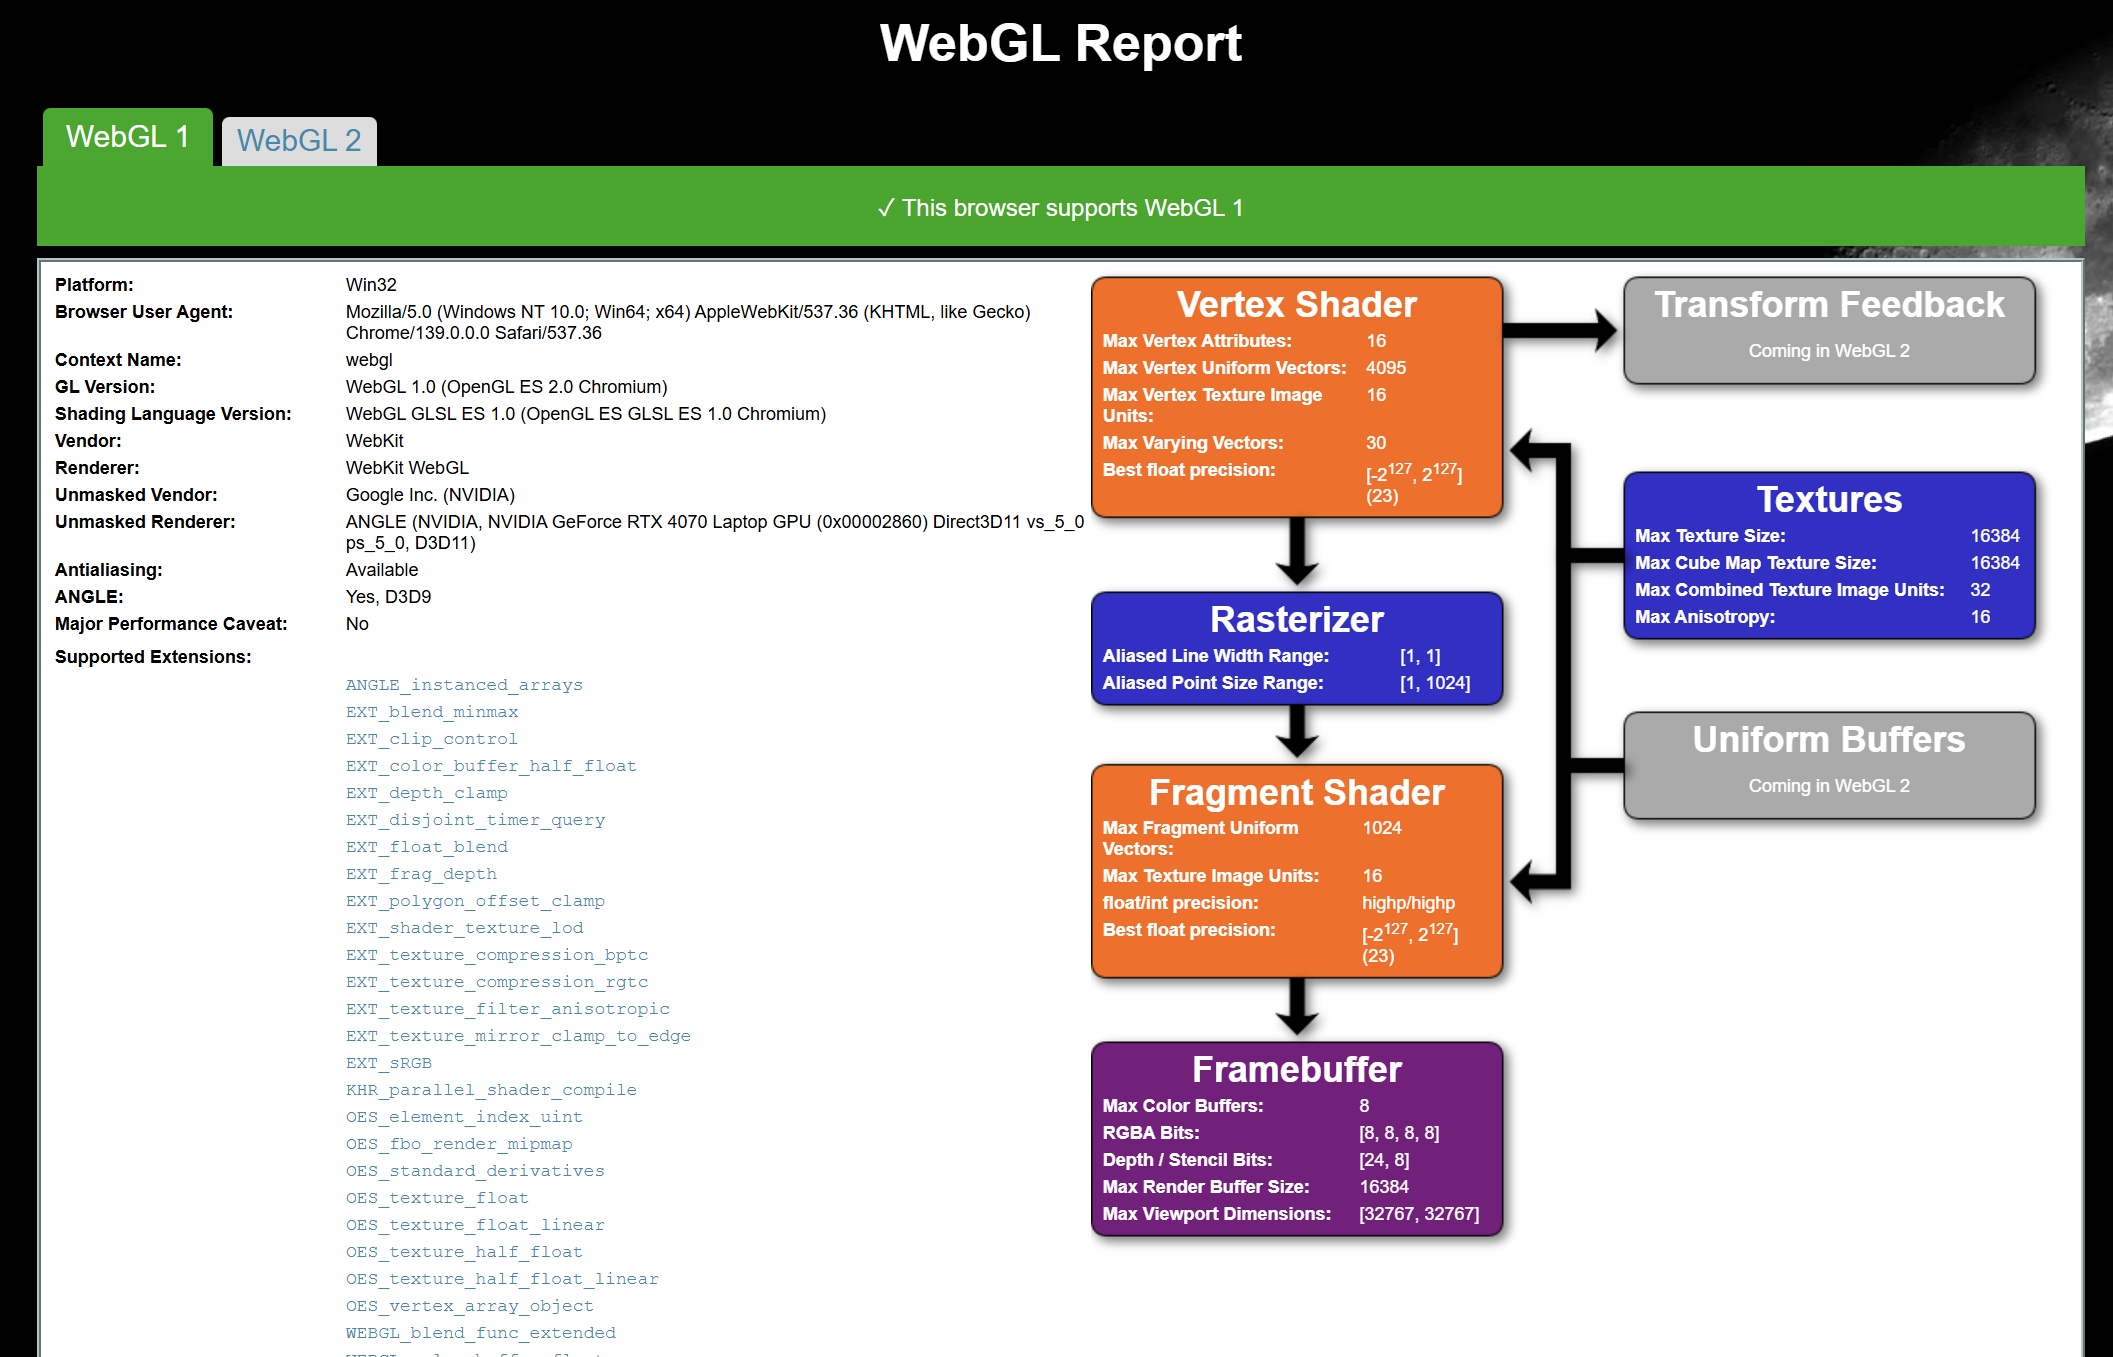 WebGL Report
WebGL 1
WebGL 2
✓ This browser supports WebGL 1
Platform: Win32
Browser User Agent: Mozilla/5.0 (Windows NT 10.0; Win64; x64) AppleWebKit/537.36 (KHTML, like Gecko)
Chrome/139.0.0.0 Safari/537.36
Context Name: webgl
GL Version: WebGL 1.0 (OpenGL ES 2.0 Chromium)
Shading Language Version: WebGL GLSL ES 1.0 (OpenGL ES GLSL ES 1.0 Chromium)
Vendor: WebKit
Renderer: WebKit WebGL
Unmasked Vendor: Google Inc. (NVIDIA)
Unmasked Renderer: ANGLE (NVIDIA, NVIDIA GeForce RTX 4070 Laptop GPU (0x00002860) Direct3D11 vs_5_0
ps_5_0, D3D11)
Antialiasing: Available
ANGLE: Yes, D3D9
Major Performance Caveat: No
Supported Extensions:
ANGLE_instanced_arrays
EXT_blend_minmax
EXT_clip_control
EXT_color_buffer_half_float
EXT_depth_clamp
EXT_disjoint_timer_query
EXT_float_blend
EXT_frag_depth
EXT_polygon_offset_clamp
EXT_shader_texture_lod
EXT_texture_compression_bptc
EXT_texture_compression_rgtc
EXT_texture_filter_anisotropic
EXT_texture_mirror_clamp_to_edge
EXT_sRGB
KHR_parallel_shader_compile
OES_element_index_uint
OES_fbo_render_mipmap
OES_standard_derivatives
OES_texture_float
OES_texture_float_linear
OES_texture_half_float
OES_texture_half_float_linear
OES_vertex_array_object
WEBGL_blend_func_extended
Vertex Shader
Max Vertex Attributes: 16
Max Vertex Uniform Vectors: 4095
Max Vertex Texture Image 16
Units:
Max Varying Vectors: 30
Best float precision: [-2¹²⁷, 2¹²⁷]
(23)
Transform Feedback
Coming in WebGL 2
Textures
Max Texture Size: 16384
Max Cube Map Texture Size: 16384
Max Combined Texture Image Units: 32
Max Anisotropy: 16
Rasterizer
Aliased Line Width Range: [1, 1]
Aliased Point Size Range: [1, 1024]
Uniform Buffers
Coming in WebGL 2
Fragment Shader
Max Fragment Uniform 1024
Vectors:
Max Texture Image Units: 16
float/int precision: highp/highp
Best float precision: [-2¹²⁷, 2¹²⁷]
(23)
Framebuffer
Max Color Buffers: 8
RGBA Bits: [8, 8, 8, 8]
Depth / Stencil Bits: [24, 8]
Max Render Buffer Size: 16384
Max Viewport Dimensions: [32767, 32767]